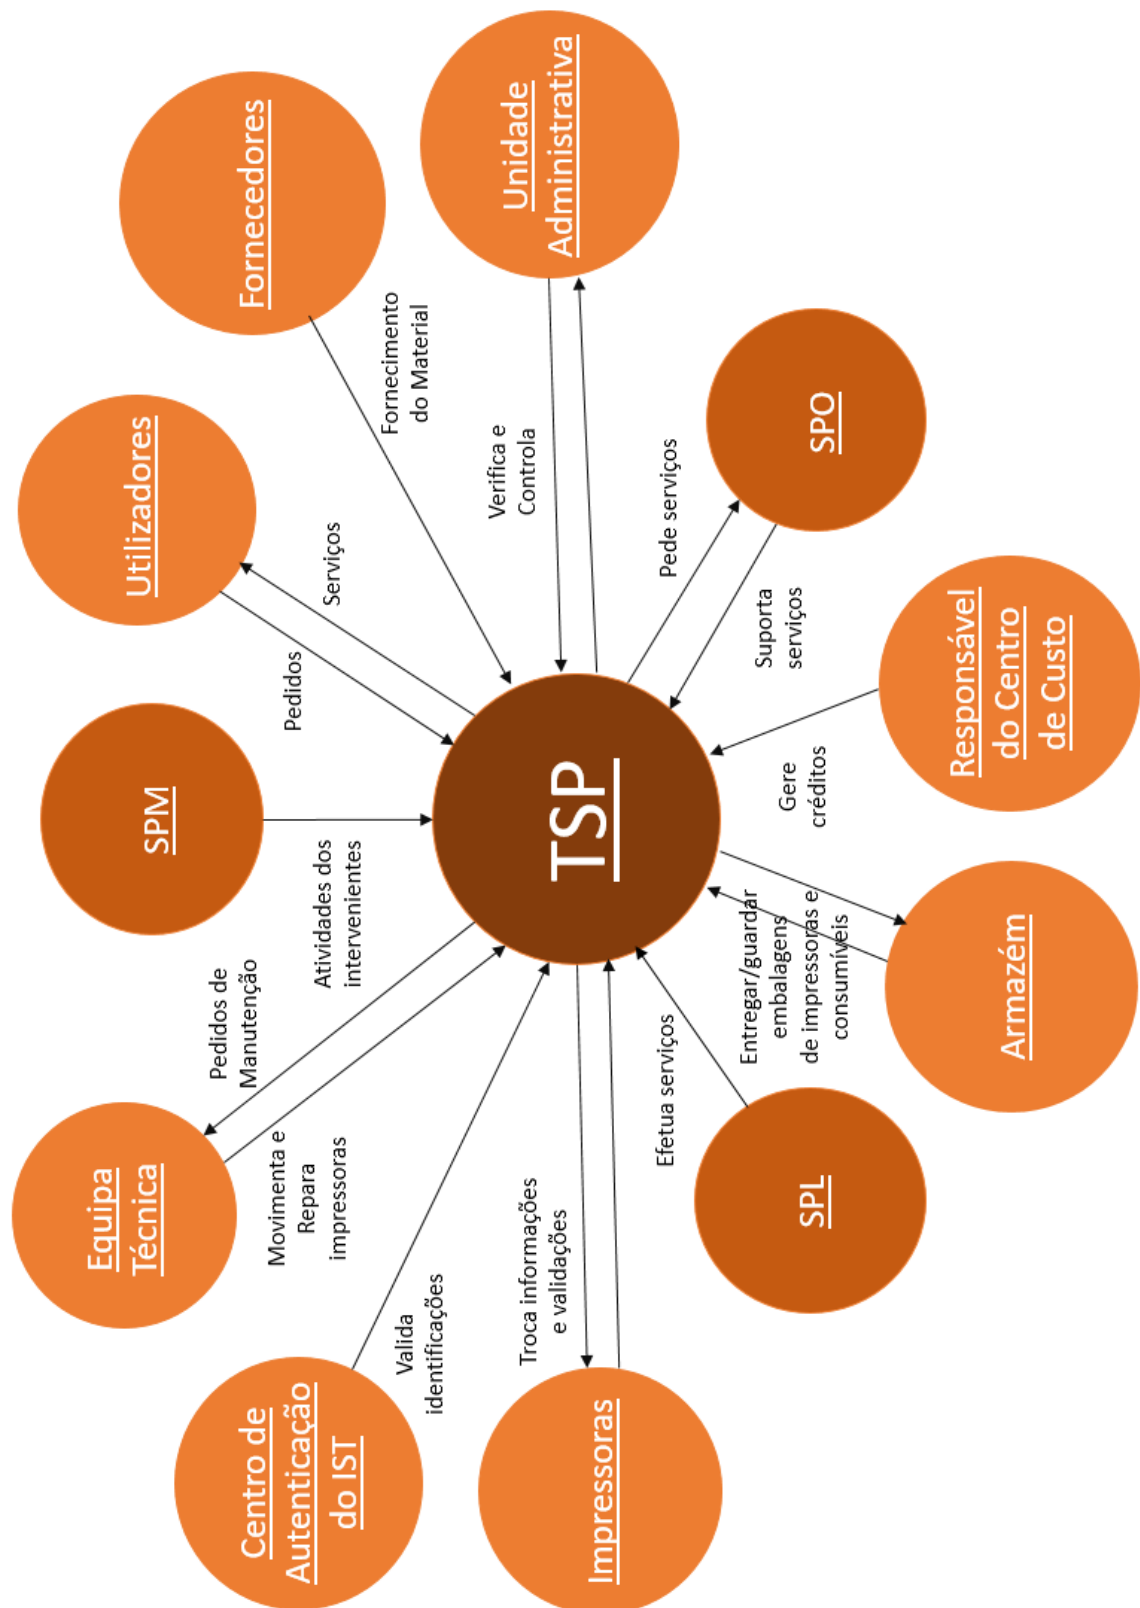 Centro de
Autenticação
do IST
Equipa
Técnica
SPM
Utilizadores
Fornecedores
Unidade
Administrativa
SPO
Responsável
do Centro
de Custo
Armazém
SPL
Impressoras
TSP
Valida
identificações
Movimenta e
Repara
impressoras
Pedidos de
Manutenção
Atividades dos
intervenientes
Pedidos
Serviços
Fornecimento
do Material
Verifica e
Controla
Pede serviços
Suporta
serviços
Gere
créditos
Entregar/guardar
embalagens
de impressoras e
consumíveis
Efetua serviços
Troca informações
e validações